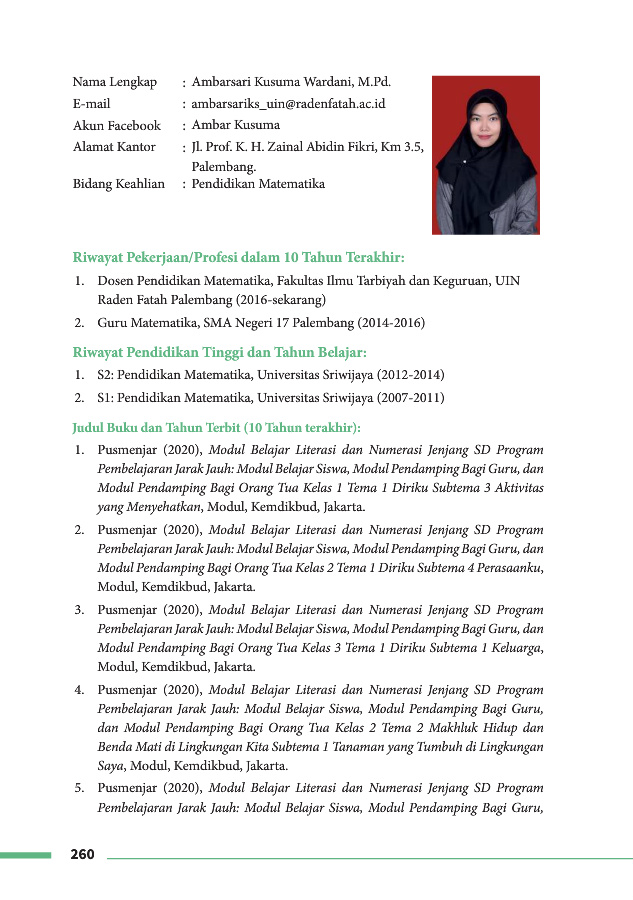 Nama Lengkap : Ambarsari Kusuma Wardani, M.Pd.
E-mail : ambarsariks_uin@radenfatah.ac.id
Akun Facebook : Ambar Kusuma
Alamat Kantor : Jl. Prof. K. H. Zainal Abidin Fikri, Km 3.5,
Palembang.
Bidang Keahlian : Pendidikan Matematika
Riwayat Pekerjaan/Profesi dalam 10 Tahun Terakhir:
1. Dosen Pendidikan Matematika, Fakultas Ilmu Tarbiyah dan Keguruan, UIN
Raden Fatah Palembang (2016-sekarang)
2. Guru Matematika, SMA Negeri 17 Palembang (2014-2016)
Riwayat Pendidikan Tinggi dan Tahun Belajar:
1. S2: Pendidikan Matematika, Universitas Sriwijaya (2012-2014)
2. S1: Pendidikan Matematika, Universitas Sriwijaya (2007-2011)
Judul Buku dan Tahun Terbit (10 Tahun terakhir):
1. Pusmenjar (2020), Modul Belajar Literasi dan Numerasi Jenjang SD Program
Pembelajaran Jarak Jauh: Modul Belajar Siswa, Modul Pendamping Bagi Guru, dan
Modul Pendamping Bagi Orang Tua Kelas 1 Tema 1 Diriku Subtema 3 Aktivitas
yang Menyehatkan, Modul, Kemdikbud, Jakarta.
2. Pusmenjar (2020), Modul Belajar Literasi dan Numerasi Jenjang SD Program
Pembelajaran Jarak Jauh: Modul Belajar Siswa, Modul Pendamping Bagi Guru, dan
Modul Pendamping Bagi Orang Tua Kelas 2 Tema 1 Diriku Subtema 4 Perasaanku,
Modul, Kemdikbud, Jakarta.
3. Pusmenjar (2020), Modul Belajar Literasi dan Numerasi Jenjang SD Program
Pembelajaran Jarak Jauh: Modul Belajar Siswa, Modul Pendamping Bagi Guru, dan
Modul Pendamping Bagi Orang Tua Kelas 3 Tema 1 Diriku Subtema 1 Keluarga,
Modul, Kemdikbud, Jakarta.
4. Pusmenjar (2020), Modul Belajar Literasi dan Numerasi Jenjang SD Program
Pembelajaran Jarak Jauh: Modul Belajar Siswa, Modul Pendamping Bagi Guru,
dan Modul Pendamping Bagi Orang Tua Kelas 2 Tema 2 Makhluk Hidup dan
Benda Mati di Lingkungan Kita Subtema 1 Tanaman yang Tumbuh di Lingkungan
Saya, Modul, Kemdikbud, Jakarta.
5. Pusmenjar (2020), Modul Belajar Literasi dan Numerasi Jenjang SD Program
Pembelajaran Jarak Jauh: Modul Belajar Siswa, Modul Pendamping Bagi Guru,
260